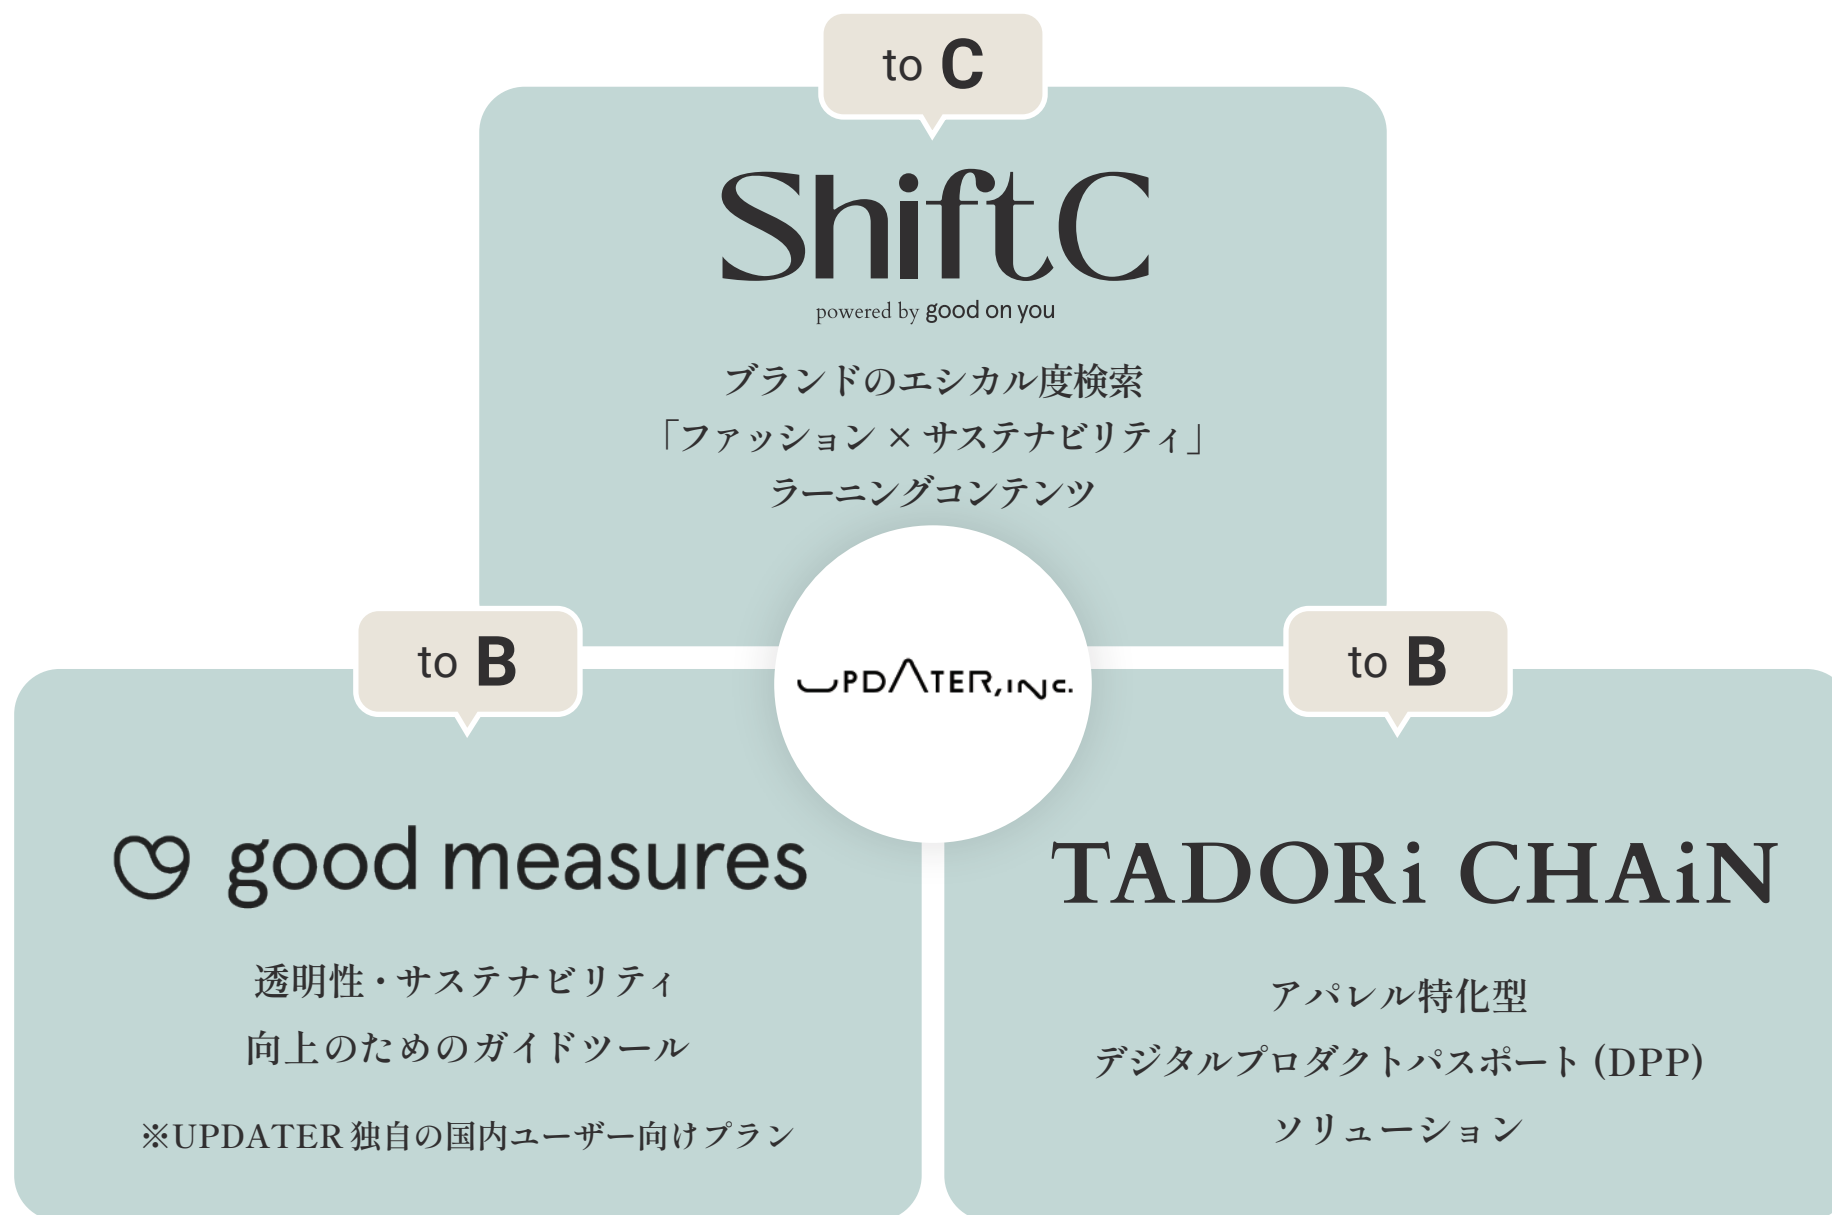 to C
Shift C
powered by good on you
ブランドのエシカル度検索
「ファッション × サステナビリティ」
ラーニングコンテンツ
UPDATER, inc.
to B
good measures
透明性・サステナビリティ
向上のためのガイドツール
※UPDATER 独自の国内ユーザー向けプラン
to B
TADORi CHAiN
アパレル特化型
デジタルプロダクトパスポート (DPP)
ソリューション